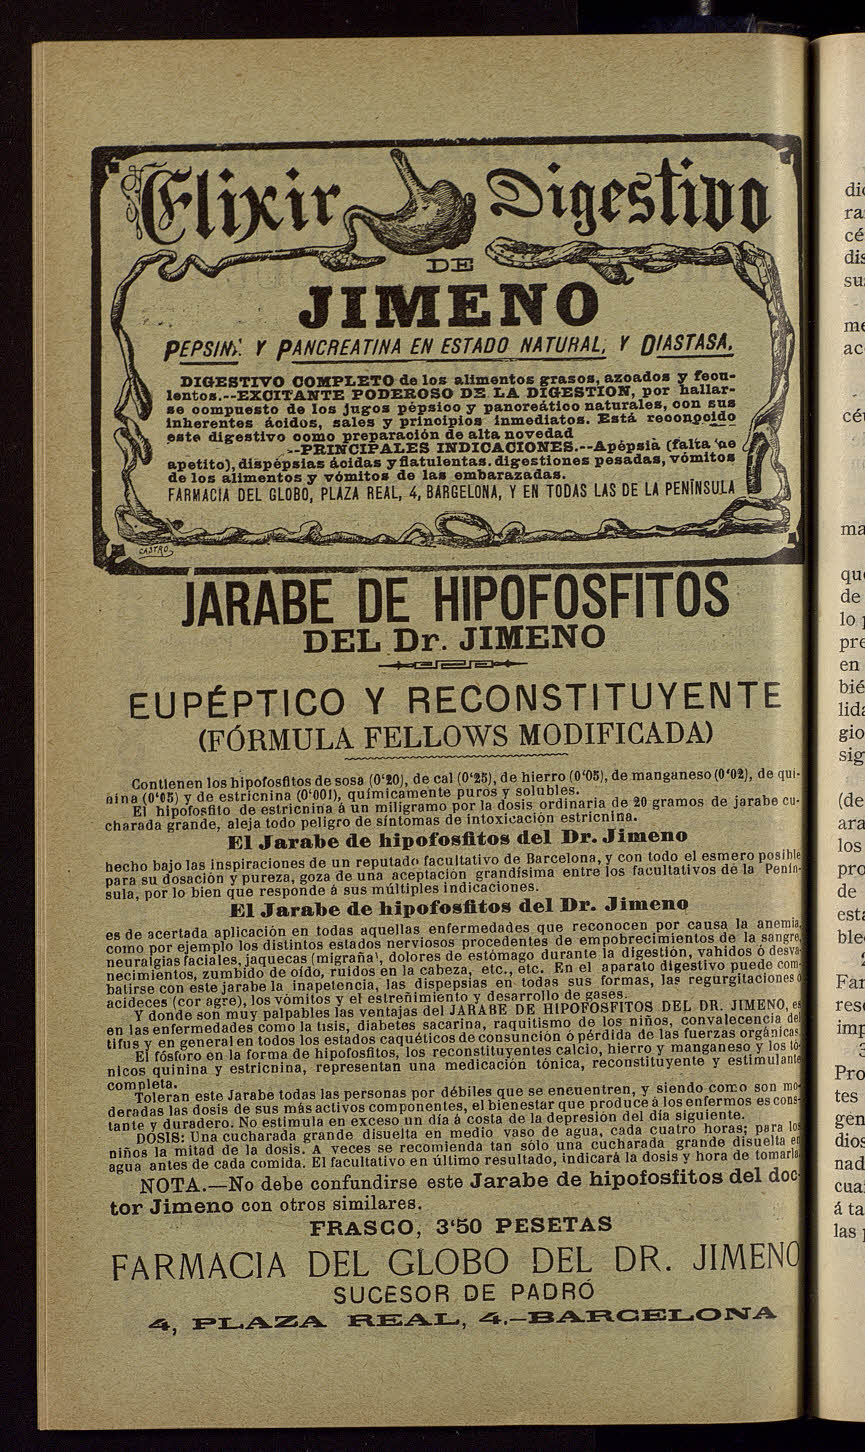 Elixir Digestivo
DE
JIMENO
PEPSINA Y PANCREATINA EN ESTADO NATURAL, Y DIASTASA.
DIGESTIVO COMPLETO de los alimentos grasos, azoados y fecu-
lentos.--EXCITANTE PODEROSO DE LA DIGESTION, por hallar-
se compuesto de los jugos pépsico y pancreático naturales, con sus
inherentes ácidos, sales y principios inmediatos. Está reconocido
este digestivo como preparación de alta novedad
--PRINCIPALES INDICACIONES.--Apépsia (falta de
apetito), dispépsias ácidas y flatulentas. digestiones pesadas, vómitos
de los alimentos y vómitos de las embarazadas.
FARMACIA DEL GLOBO, PLAZA REAL, 4, BARCELONA, Y EN TODAS LAS DE LA PENÍNSULA
CASTRO
JARABE DE HIPOFOSFITOS
DEL Dr. JIMENO
EUPÉPTICO Y RECONSTITUYENTE
(FÓRMULA FELLOWS MODIFICADA)
Contienen los hipofosfitos de sosa (0'20), de cal (0'25), de hierro (0'05), de manganeso (0'02), de qui-
nina (0'05) y de estricnina (0'001), químicamente puros y solubles.
El hipofosfito de estricnina á un miligramo por la dosis ordinaria de 20 gramos de jarabe cu-
charada grande, aleja todo peligro de síntomas de intoxicación estricnina.
El Jarabe de hipofosfitos del Dr. Jimeno
hecho bajo las inspiraciones de un reputado facultativo de Barcelona, y con todo el esmero posible
para su dosación y pureza, goza de una aceptación grandísima entre los facultativos de la Penín-
sula, por lo bien que responde á sus múltiples indicaciones.
El Jarabe de hipofosfitos del Dr. Jimeno
es de acertada aplicación en todas aquellas enfermedades que reconocen por causa la anemia,
como por ejemplo los distintos estados nerviosos procedentes de empobrecimientos de la sangre,
neuralgias faciales, jaquecas (migraña), dolores de estómago durante la digestión, vahidos ó desva-
necimientos, zumbido de oído, ruidos en la cabeza, etc., etc. En el aparato digestivo puede com-
batirse con este jarabe la inapetencia, las dispepsias en todas sus formas, las regurgitaciones ó
acideces (cor agre), los vómitos y el estreñimiento y desarrollo de gases.
Y donde son muy palpables las ventajas del JARABE DE HIPOFOSFITOS DEL DR. JIMENO, es
en las enfermedades como la tisis, diabetes sacarina, raquitismo de los niños, convalecencia del
tifus y en general en todos los estados caquéticos de consunción ó pérdida de las fuerzas orgánicas.
El fósforo en la forma de hipofosfitos, los reconstituyentes calcio, hierro y manganeso y los tó-
nicos quinina y estricnina, representan una medicación tónica, reconstituyente y estimulante
completa.
Toleran este Jarabe todas las personas por débiles que se encuentren, y siendo como son mo-
deradas las dosis de sus más activos componentes, el bienestar que produce á los enfermos es cons-
tante y duradero. No estimula en exceso un día á costa de la depresión del día siguiente.
DOSIS: Una cucharada grande disuelta en medio vaso de agua, cada cuatro horas; para los
niños la mitad de la dosis. A veces se recomienda tan sólo una cucharada grande disuelta en
agua antes de cada comida. El facultativo en último resultado, indicará la dosis y hora de tomarla.
NOTA.—No debe confundirse este Jarabe de hipofosfitos del doc-
tor Jimeno con otros similares.
FRASCO, 3'50 PESETAS
FARMACIA DEL GLOBO DEL DR. JIMENO
SUCESOR DE PADRÓ
4, PLAZA REAL, 4.—BARCELONA